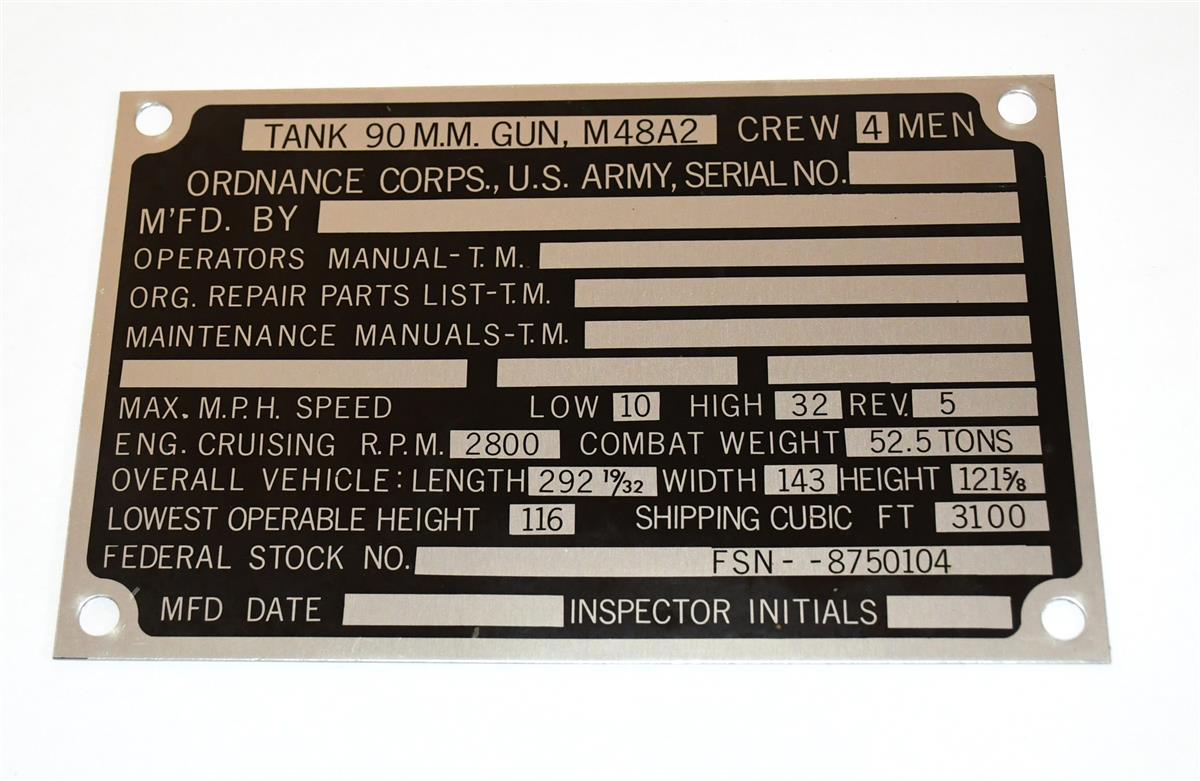 TANK 90 M.M. GUN, M48A2 CREW 4 MEN
ORDNANCE CORPS., U.S. ARMY, SERIAL NO.
M'FD. BY
OPERATORS MANUAL-T.M.
ORG. REPAIR PARTS LIST-T.M.
MAINTENANCE MANUALS-T.M.
MAX. M.P.H. SPEED LOW 10 HIGH 32 REV. 5
ENG. CRUISING R.P.M. 2800 COMBAT WEIGHT 52.5 TONS
OVERALL VEHICLE: LENGTH 292 19/32 WIDTH 143 HEIGHT 121 5/8
LOWEST OPERABLE HEIGHT 116 SHIPPING CUBIC FT 3100
FEDERAL STOCK NO. FSN- -8750104
MFD DATE INSPECTOR INITIALS